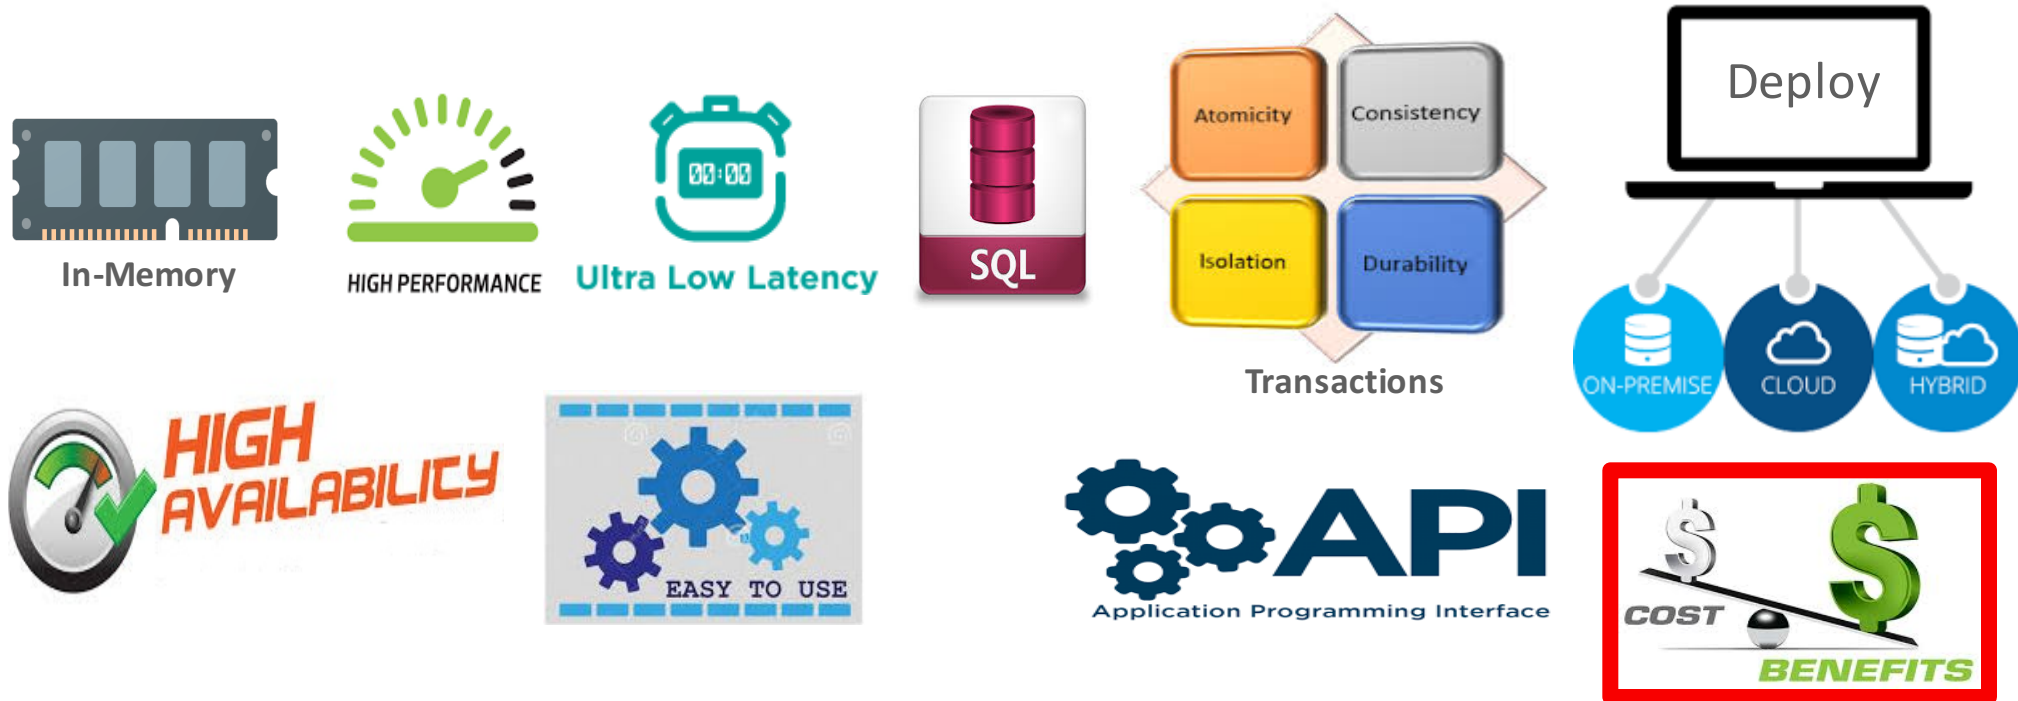 In-Memory
HIGH PERFORMANCE
00:00
Ultra Low Latency
SQL
Atomicity
Consistency
Isolation
Durability
Transactions
Deploy
ON-PREMISE
CLOUD
HYBRID
HIGH
AVAILABILITY
EASY TO USE
API
Application Programming Interface
$
$
COST
BENEFITS